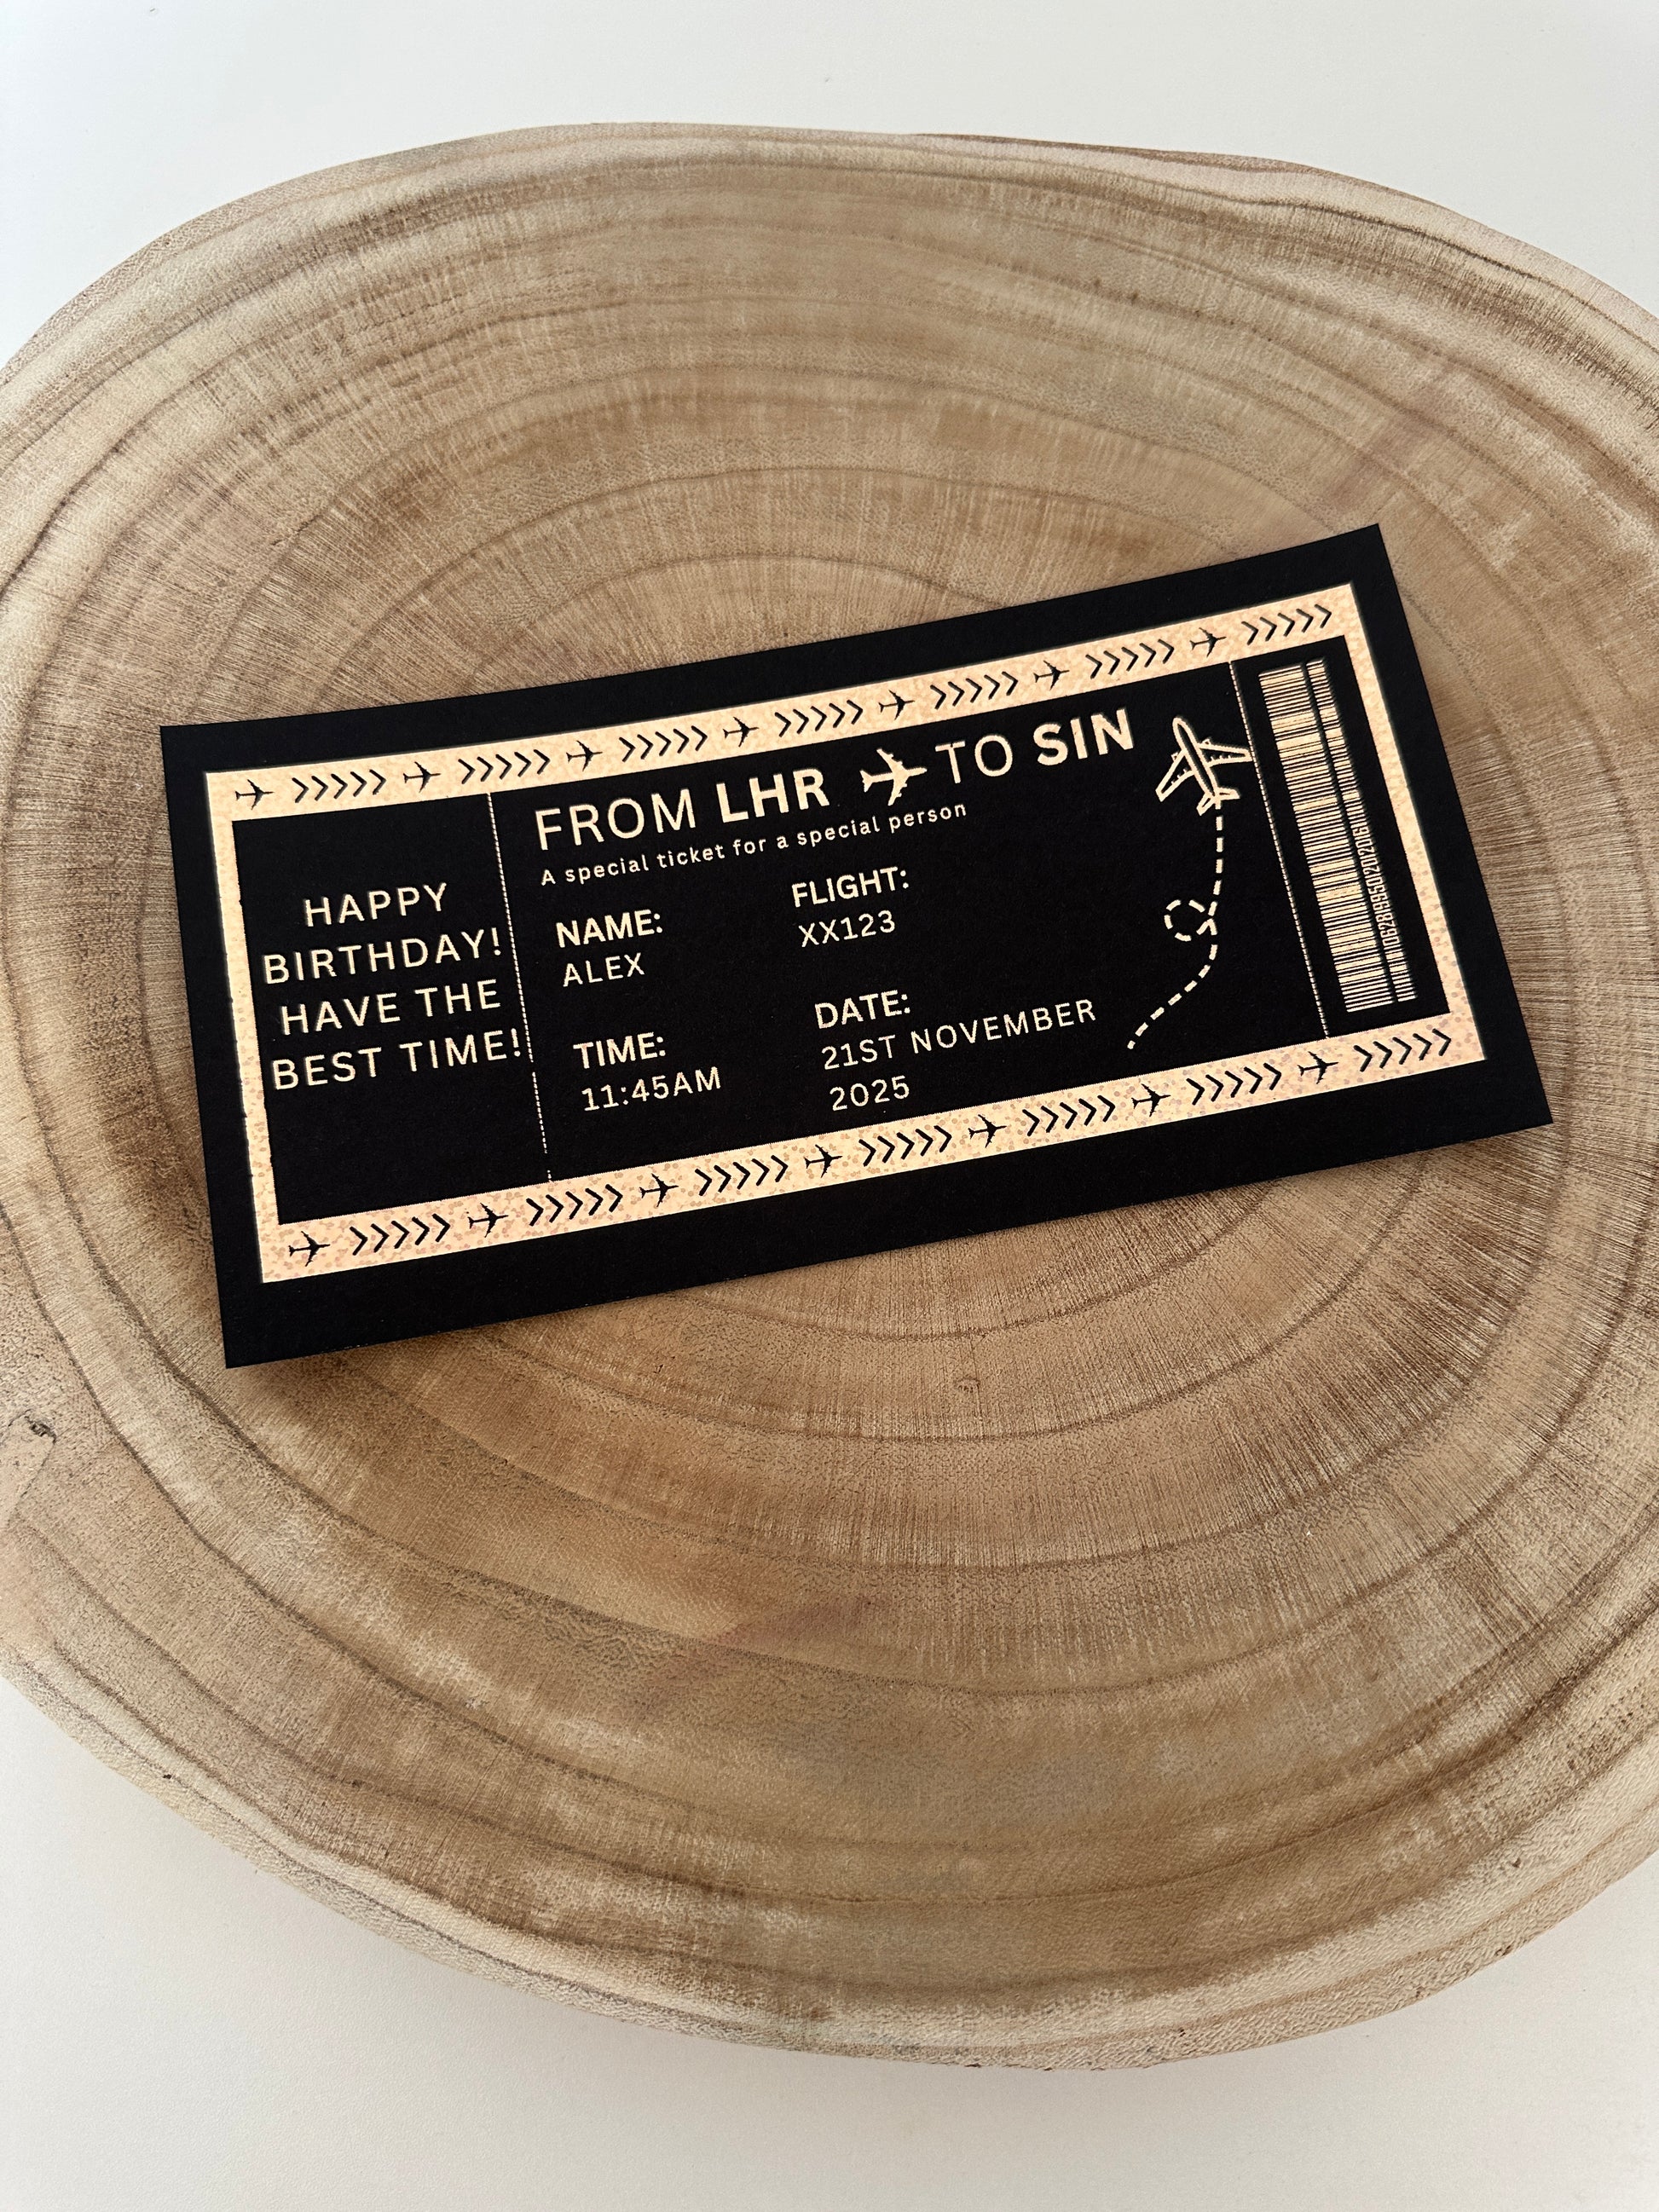 HAPPY
BIRTHDAY!
HAVE THE
BEST TIME!
FROM LHR TO SIN
A special ticket for a special person
NAME:
ALEX
FLIGHT:
XX123
TIME:
11:45AM
DATE:
21ST NOVEMBER
2025